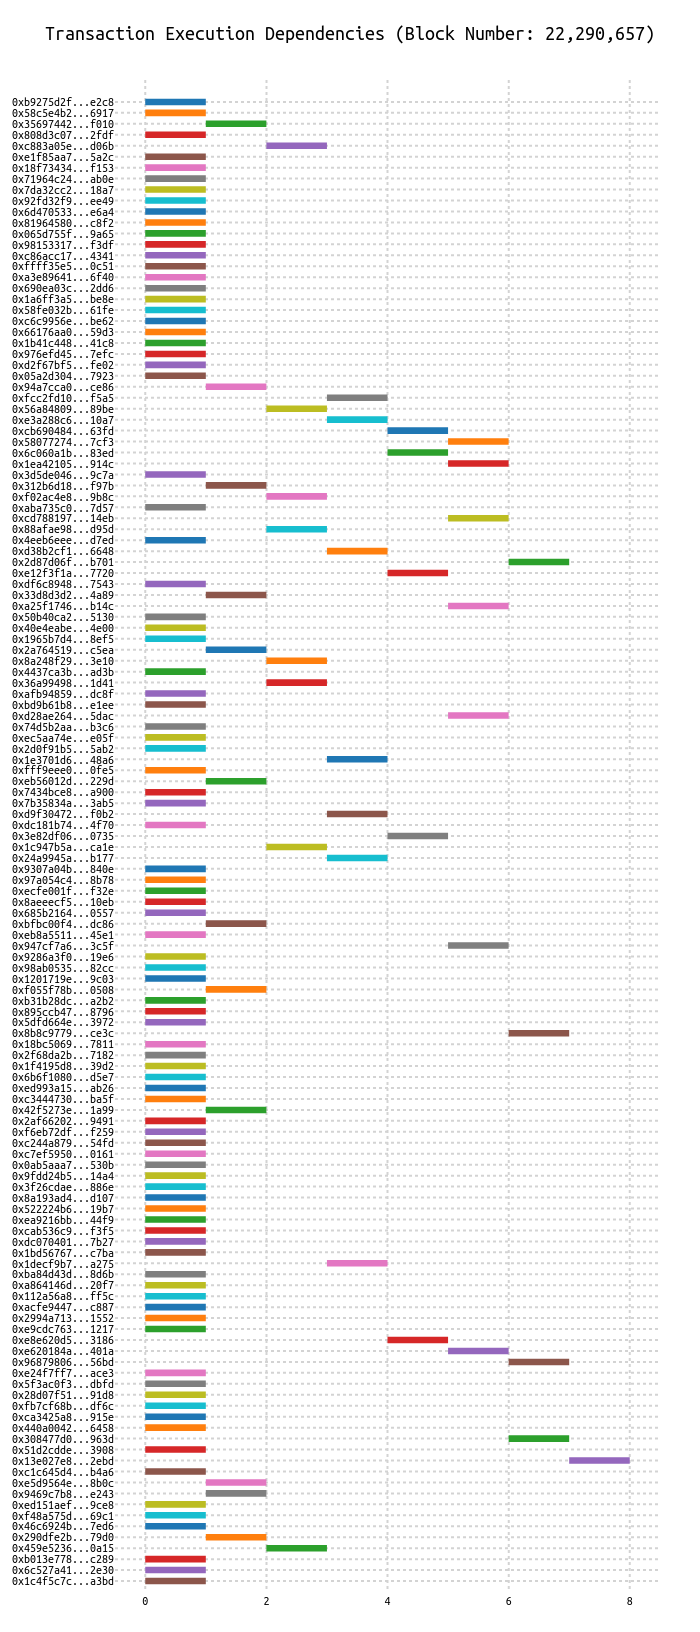 Transaction Execution Dependencies (Block Number: 22,290,657)
0xb9275d2f...e2c8
0x58c5e4b2...6917
0x35697442...f010
0x808d3c07...2fdf
0xc883a05e...d06b
0xe1f85aa7...5a2c
0x18f73434...f153
0x71964c24...ab0e
0x7da32cc2...18a7
0x92fd32f9...ee49
0x6d470533...e6a4
0x81964580...c8f2
0x065d755f...9a65
0x98153317...f3df
0xc86acc17...4341
0xffff35e5...0c51
0xa3e89641...6f40
0x690ea03c...2dd6
0x1a6ff3a5...be8e
0x58fe032b...61fe
0xc6c9956e...be62
0x66176aa0...59d3
0x1b41c448...41c8
0x976efd45...7efc
0xd2f67bf5...fe02
0x05a2d304...7923
0x94a7cca0...ce86
0xfcc2fd10...f5a5
0x56a84809...89be
0xe3a288c6...10a7
0xcb690484...63fd
0x58077274...7cf3
0x6c060a1b...83ed
0x1ea42105...914c
0x3d5de046...9c7a
0x312b6d18...f97b
0xf02ac4e8...9b8c
0xaba735c0...7d57
0xcd788197...14eb
0x88afae98...d95d
0x4eeb6eee...d7ed
0xd38b2cf1...6648
0x2d87d06f...b701
0xe12f3f1a...7720
0xdf6c8948...7543
0x33d8d3d2...4a89
0xa25f1746...b14c
0x50b40ca2...5130
0x40e4eabe...4e00
0x1965b7d4...8ef5
0x2a764519...c5ea
0x8a248f29...3e10
0x4437ca3b...ad3b
0x36a99498...1d41
0xafb94859...dc8f
0xbd9b61b8...e1ee
0xd28ae264...5dac
0x74d5b2aa...b3c6
0xec5aa74e...e05f
0x2d0f91b5...5ab2
0x1e3701d6...48a6
0xfff9eee0...0fe5
0xeb56012d...229d
0x7434bce8...a900
0x7b35834a...3ab5
0xd9f30472...f0b2
0xdc181b74...4f70
0x3e82df06...0735
0x1c947b5a...ca1e
0x24a9945a...b177
0x9307a04b...840e
0x97a054c4...8b78
0xecfe001f...f32e
0x8aeeecf5...10eb
0x685b2164...0557
0xbfbc00f4...dc86
0xeb8a5511...45e1
0x947cf7a6...3c5f
0x9286a3f0...19e6
0x98ab0535...82cc
0x1201719e...9c03
0xf055f78b...0508
0xb31b28dc...a2b2
0x895ccb47...8796
0x5dfd664e...3972
0x8b8c9779...ce3c
0x18bc5069...7811
0x2f68da2b...7182
0x1f4195d8...39d2
0x6b6f1080...d5e7
0xed993a15...ab26
0xc3444730...ba5f
0x42f5273e...1a99
0x2af66202...9491
0xf6eb72df...f259
0xc244a879...54fd
0xc7ef5950...0161
0x0ab5aaa7...530b
0x9fdd24b5...14a4
0x3f26cdae...886e
0x8a193ad4...d107
0x522224b6...19b7
0xea9216bb...44f9
0xcab536c9...f3f5
0xdc070401...7b27
0x1bd56767...c7ba
0x1decf9b7...a275
0xba84d43d...8d6b
0xa864146d...20f7
0x112a56a8...ff5c
0xacfe9447...c887
0x2994a713...1552
0xe9cdc763...1217
0xe8e620d5...3186
0xe620184a...401a
0x96879806...56bd
0xe24f7ff7...ace3
0x5f3ac0f3...dbfd
0x28d07f51...91d8
0xfb7cf68b...df6c
0xca3425a8...915e
0x440a0042...6458
0x308477d0...963d
0x51d2cdde...3908
0x13e027e8...2ebd
0xc1c645d4...b4a6
0xe5d9564e...8b0c
0x9469c7b8...e243
0xed151aef...9ce8
0xf48a575d...69c1
0x46c6924b...7ed6
0x290dfe2b...79d0
0x459e5236...0a15
0xb013e778...c289
0x6c527a41...2e30
0x1c4f5c7c...a3bd
0 2 4 6 8